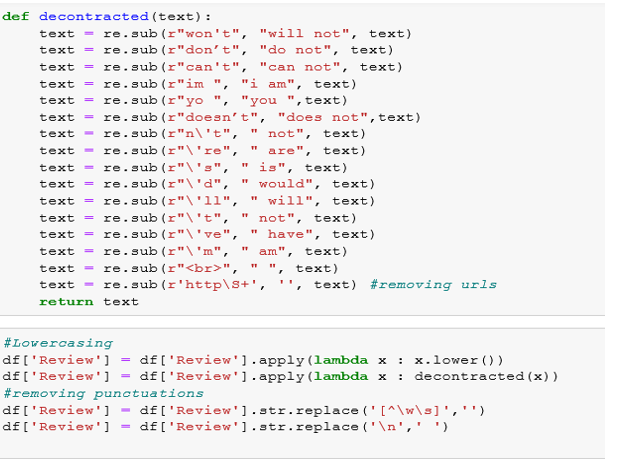 def decontracted(text):
    text = re.sub(r"won't", "will not", text)
    text = re.sub(r"don’t", "do not", text)
    text = re.sub(r"can't", "can not", text)
    text = re.sub(r"im ", "i am", text)
    text = re.sub(r"yo ", "you ",text)
    text = re.sub(r"doesn’t", "does not",text)
    text = re.sub(r"n\'t", " not", text)
    text = re.sub(r"\'re", " are", text)
    text = re.sub(r"\'s", " is", text)
    text = re.sub(r"\'d", " would", text)
    text = re.sub(r"\'ll", " will", text)
    text = re.sub(r"\'t", " not", text)
    text = re.sub(r"\'ve", " have", text)
    text = re.sub(r"\'m", " am", text)
    text = re.sub(r"<br>", " ", text)
    text = re.sub(r'http\S+', '', text) #removing urls
    return text
#Lowercasing
df['Review'] = df['Review'].apply(lambda x : x.lower())
df['Review'] = df['Review'].apply(lambda x : decontracted(x))
#removing punctuations
df['Review'] = df['Review'].str.replace('[^\w\s]','')
df['Review'] = df['Review'].str.replace('\n',' ')